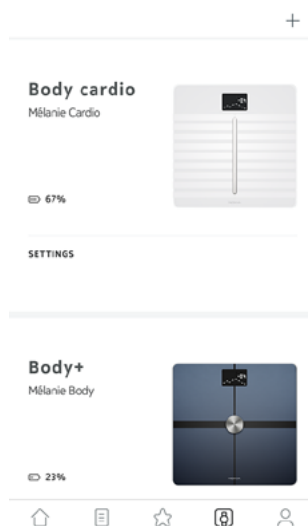 Body cardio
Mélanie Cardio
67%
SETTINGS
Body+
Mélanie Body
23%